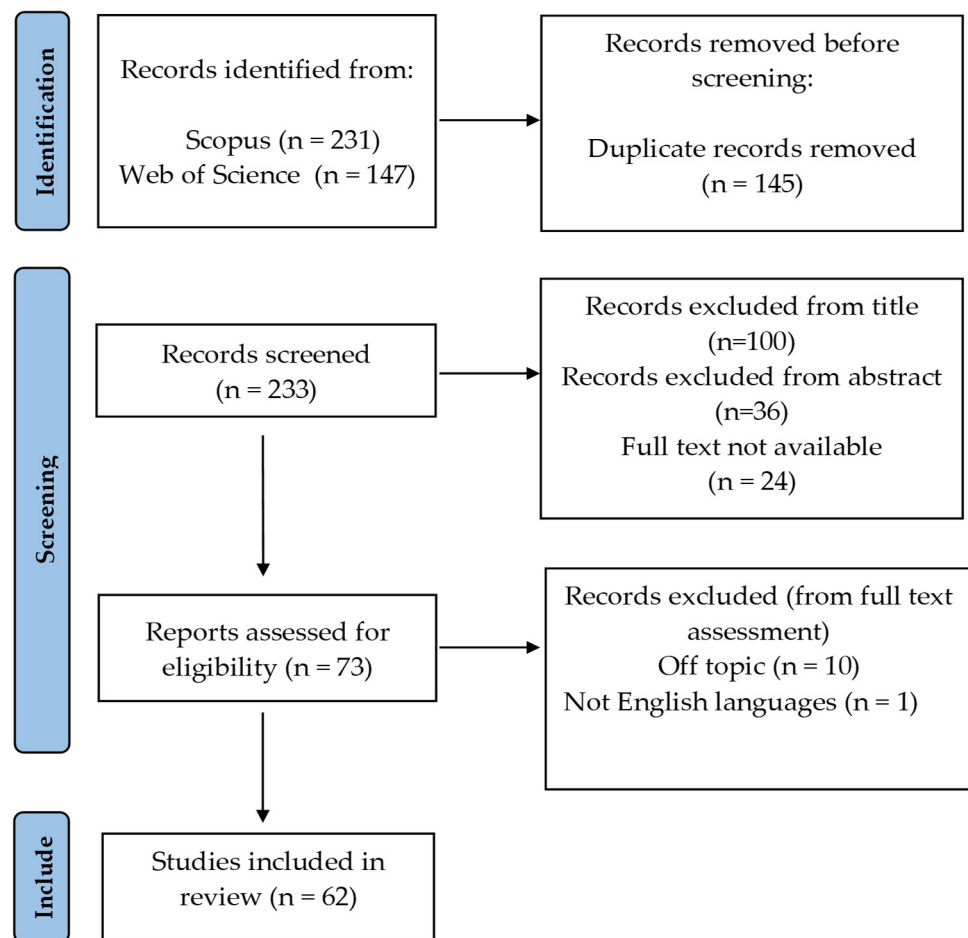 Identification
Records identified from:
Scopus (n = 231)
Web of Science (n = 147)
Records removed before
screening:
Duplicate records removed
(n = 145)
Screening
Records screened
(n = 233)
Records excluded from title
(n=100)
Records excluded from abstract
(n=36)
Full text not available
(n = 24)
Reports assessed for
eligibility (n = 73)
Records excluded (from full text
assessment)
Off topic (n = 10)
Not English languages (n = 1)
Include
Studies included in
review (n = 62)